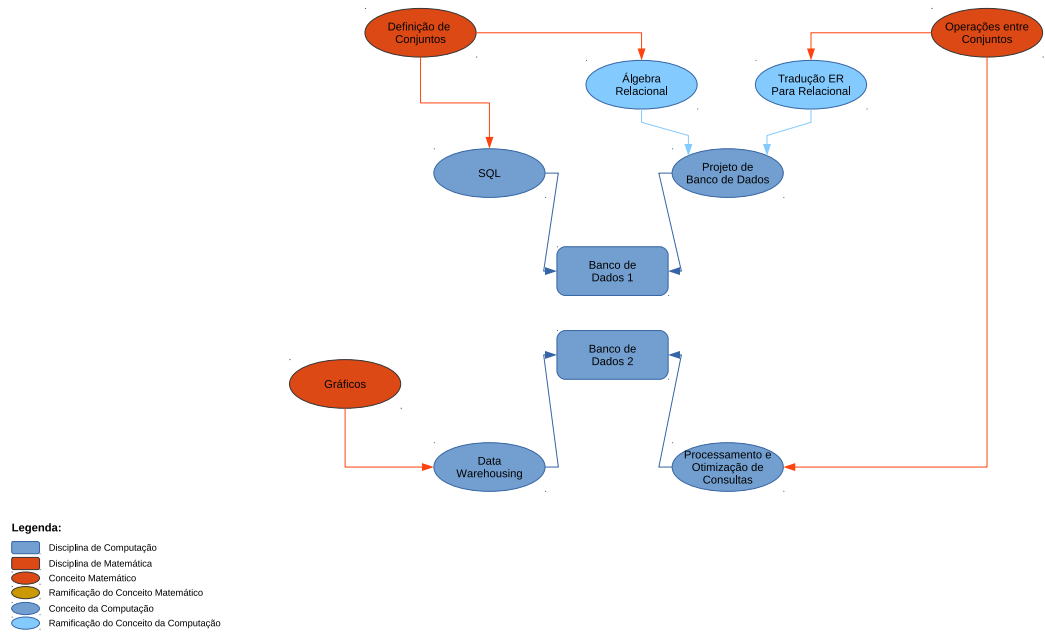 Definição de
Conjuntos
Operações entre
Conjuntos
Álgebra
Relacional
Tradução ER
Para Relacional
SQL
Projeto de
Banco de Dados
Banco de
Dados 1
Banco de
Dados 2
Gráficos
Data
Warehousing
Processamento e
Otimização de
Consultas
Legenda:
Disciplina de Computação
Disciplina de Matemática
Conceito Matemático
Ramificação do Conceito Matemático
Conceito da Computação
Ramificação do Conceito da Computação